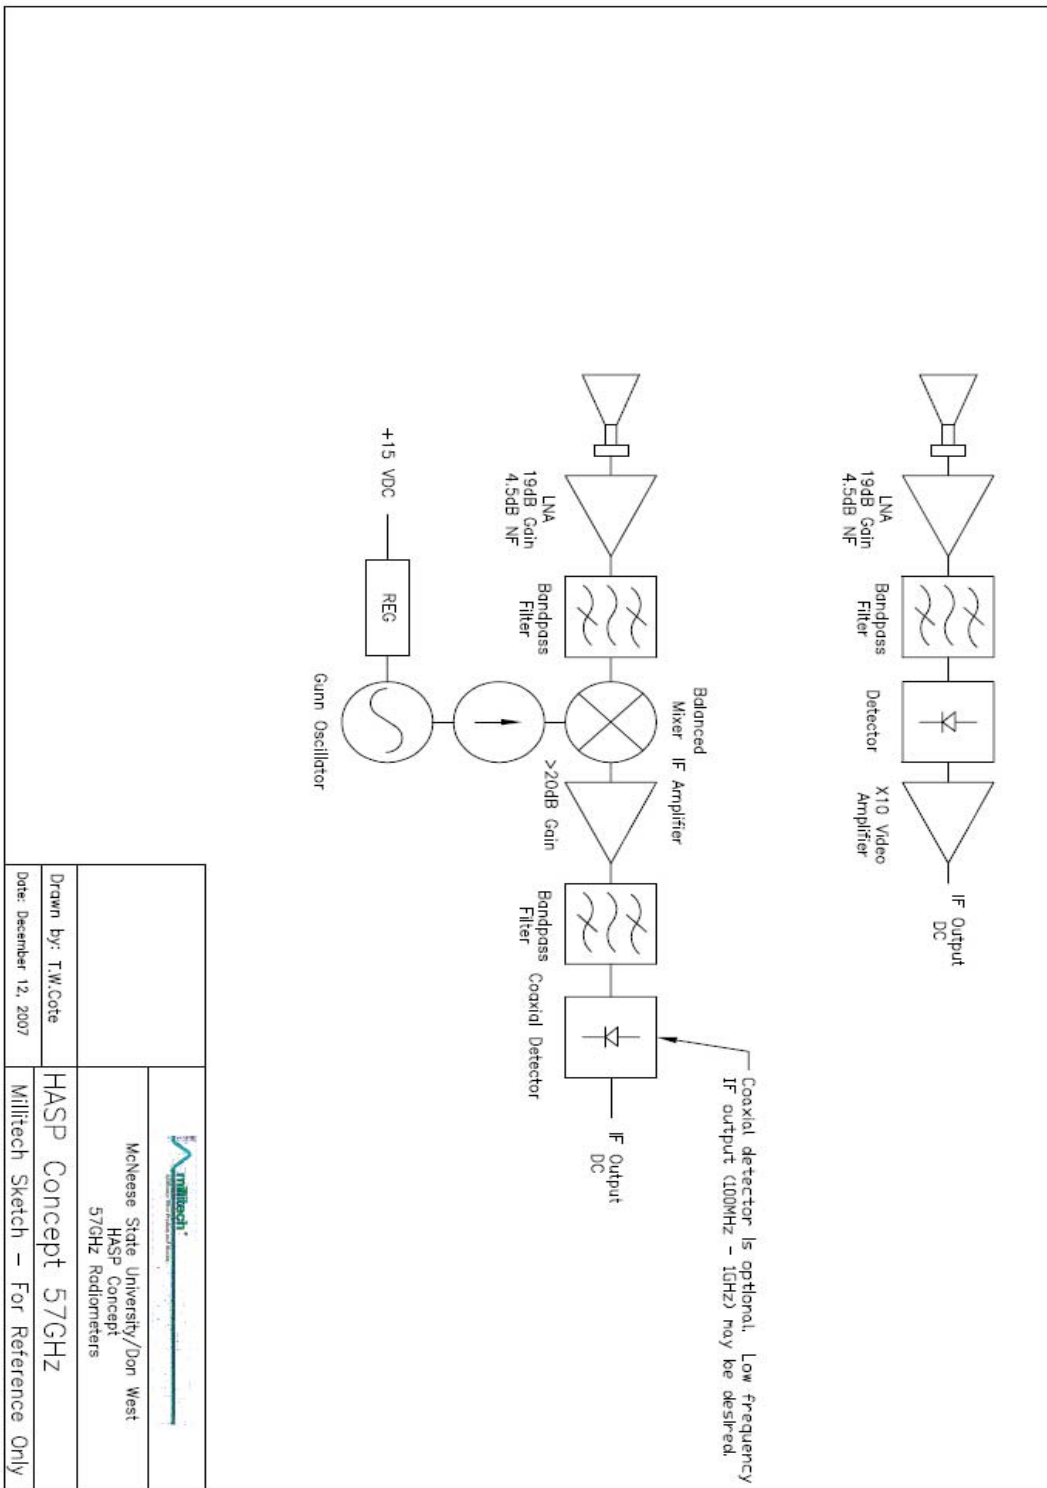 LNA
19dB Gain
4.5dB NF
Bandpass
Filter
Detector
X10 Video
Amplifier
IF Output
DC
LNA
19dB Gain
4.5dB NF
Bandpass
Filter
Balanced
Mixer
IF Amplifier
>20dB Gain
Bandpass
Filter
Coaxial Detector
IF Output
DC
Coaxial detector is optional. Low frequency
IF output (100MHz - 1GHz) may be desired.
+15 VDC
REG
Gunn Oscillator
millitech
McNeese State University/Don West
HASP Concept
57GHz Radiometers
Drawn by: T.W.Cote
HASP Concept 57GHz
Date: December 12, 2007
Millitech Sketch - For Reference Only